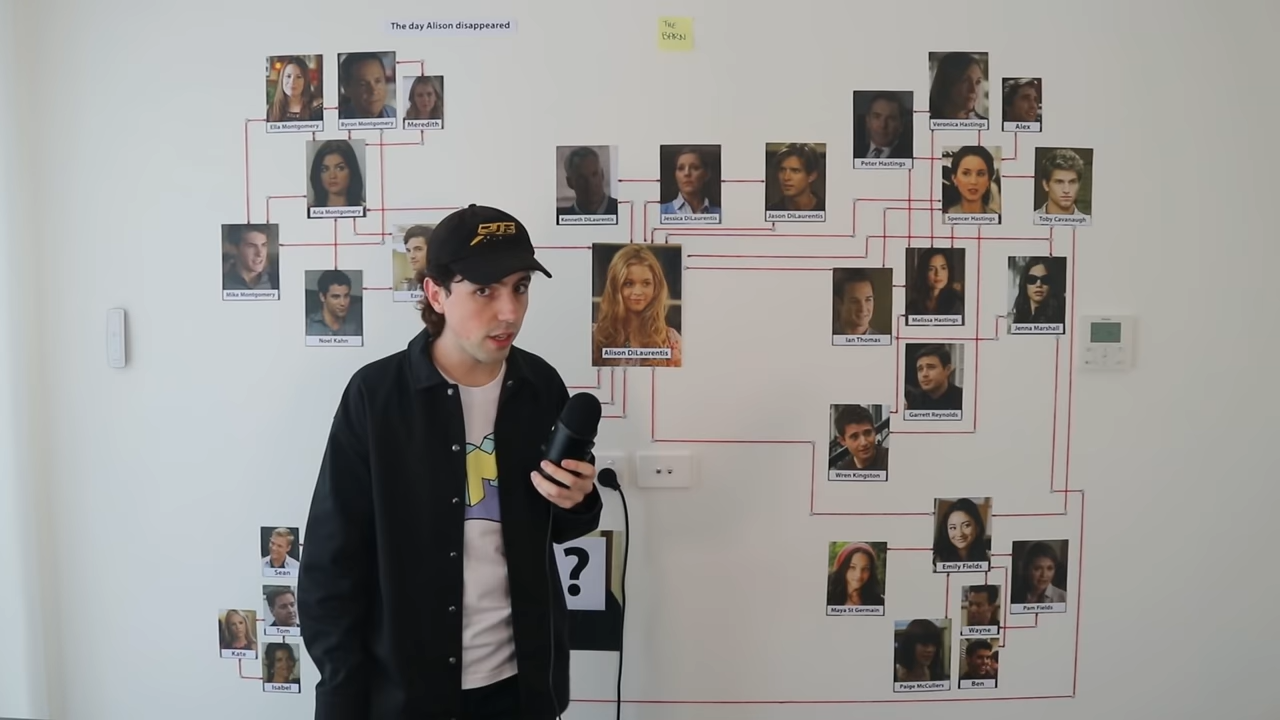 The day Alison disappeared
THE
BARN
Ella Montgomery
Byron Montgomery
Meredith
Aria Montgomery
Mike Montgomery
Noel Kahn
Kenneth DiLaurentis
Jessica DiLaurentis
Jason DiLaurentis
Alison DiLaurentis
Peter Hastings
Veronica Hastings
Alex
Spencer Hastings
Toby Cavanaugh
Ian Thomas
Melissa Hastings
Jenna Marshall
Garrett Reynolds
Wren Kingston
Emily Fields
Maya St Germain
Pam Fields
Wayne
Paige McCullers
Ben
Sean
Tom
Kate
Isabel
?